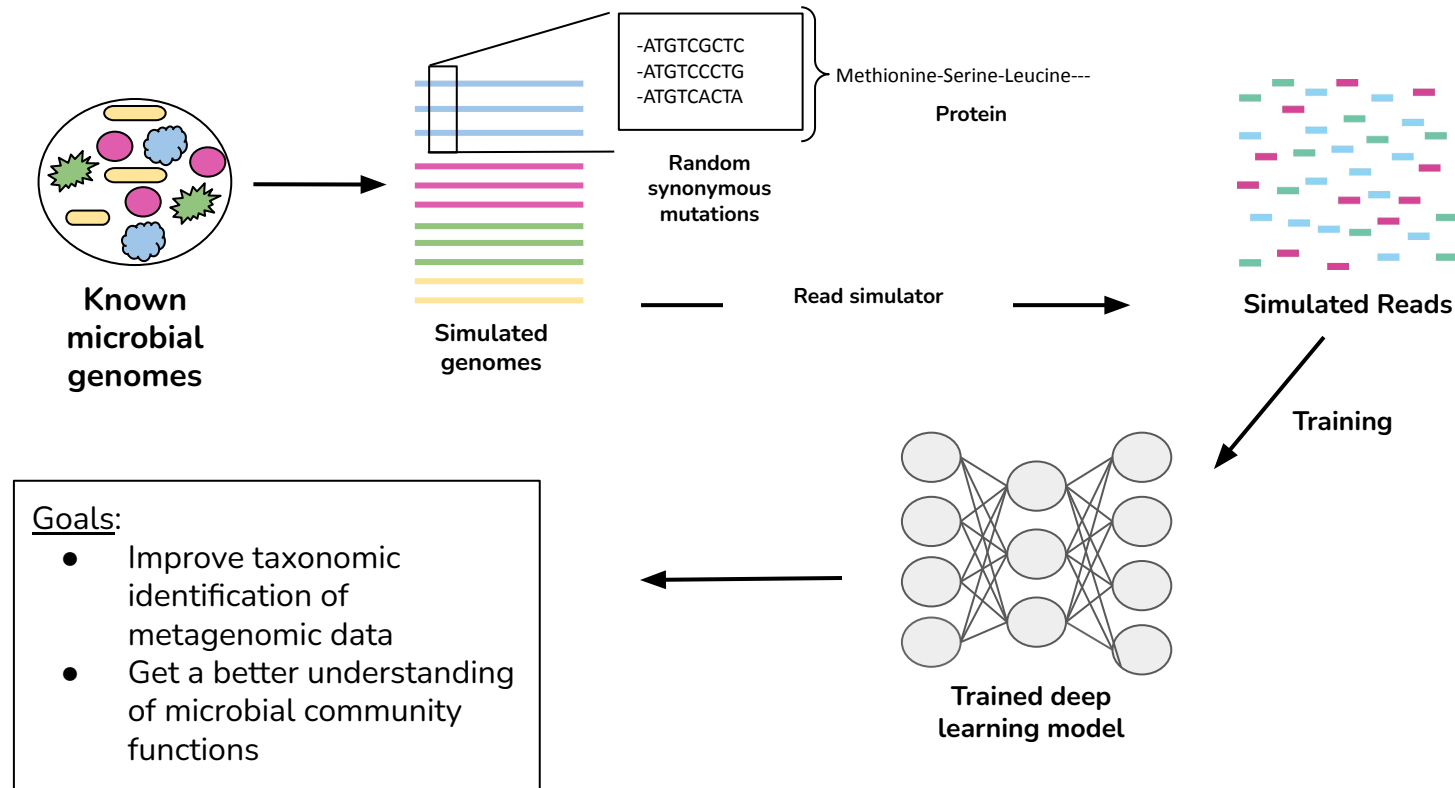 -ATGTCGCTC
-ATGTCCCTG
-ATGTCACTA
Methionine-Serine-Leucine---
Protein
Random
synonymous
mutations
Known
microbial
genomes
Simulated
genomes
Read simulator
Simulated Reads
Training
Trained deep
learning model
Goals:
● Improve taxonomic
identification of
metagenomic data
● Get a better understanding
of microbial community
functions